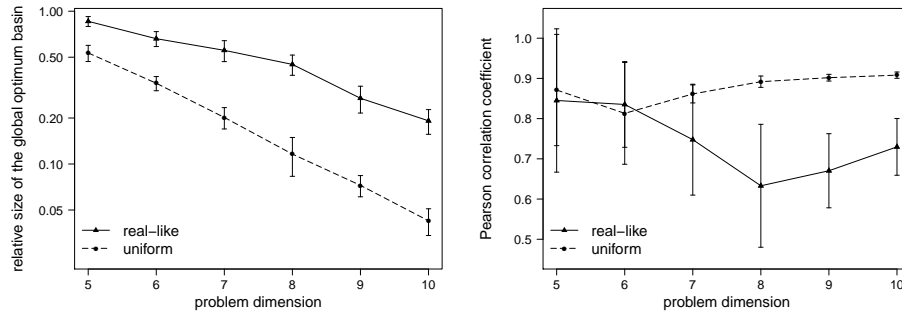 relative size of the global optimum basin
1.00
0.50
0.20
0.10
0.05
real−like
uniform
5 6 7 8 9 10
problem dimension
Pearson correlation coefficient
1.0
0.9
0.8
0.7
0.6
0.5
real−like
uniform
5 6 7 8 9 10
problem dimension